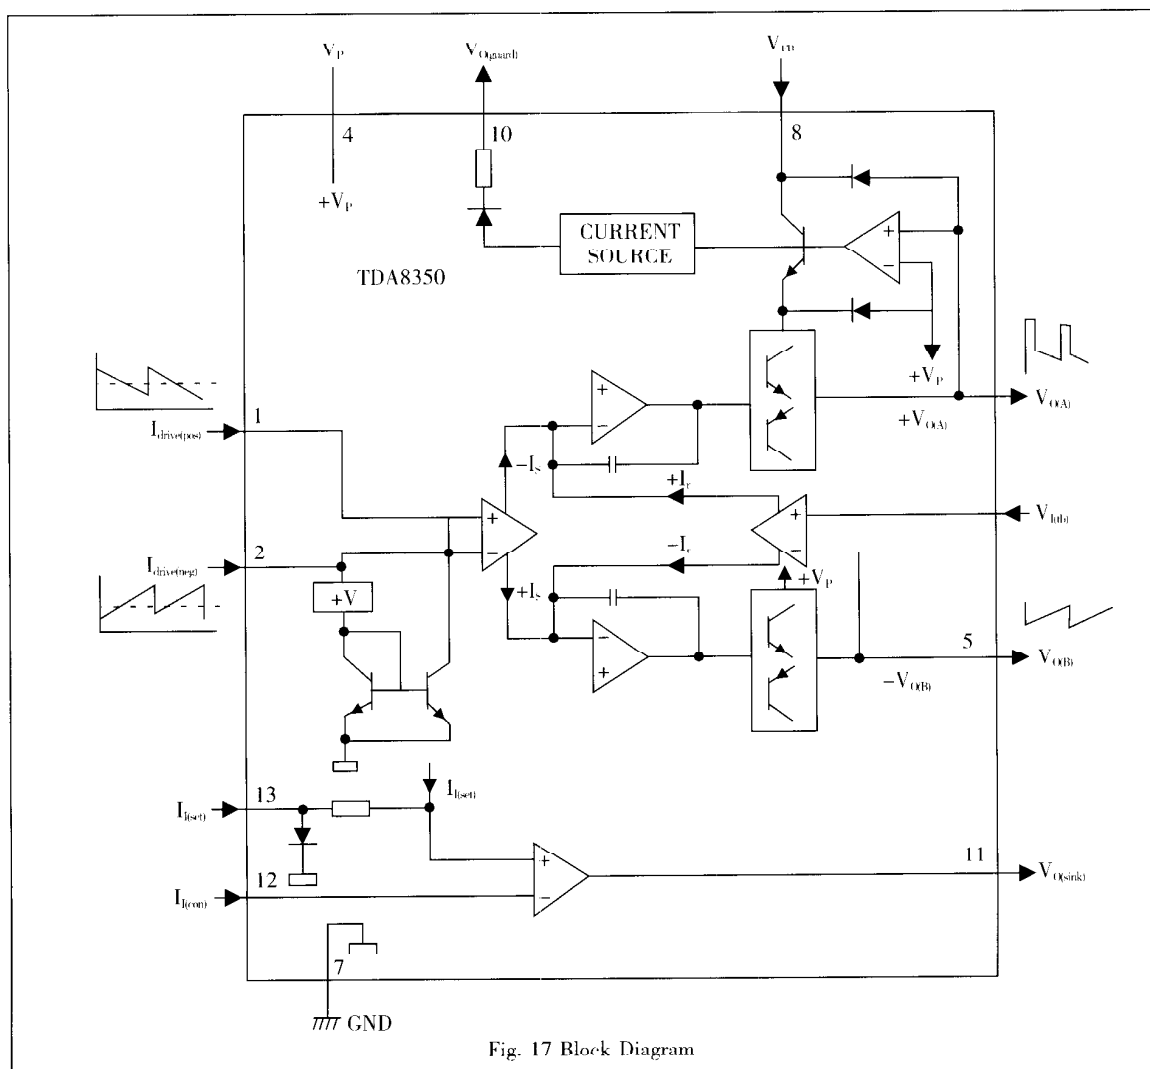 V_P
V_O(guard)
4
10
8
+V_P
CURRENT
SOURCE
+
−
TDA8350
+V_P
1
+
−
+V_O(A)
V_O(A)
I_drive(pos)
−I_s
+I_r
+
−
+
−
V_I(fb)
2
I_drive(neg)
−I_r
+V
+I_s
+V_P
−
+
5
−V_O(B)
V_O(B)
I_I(set)
13
I_I(set)
+
−
11
V_O(sink)
12
I_I(con)
7
GND
Fig. 17 Block Diagram